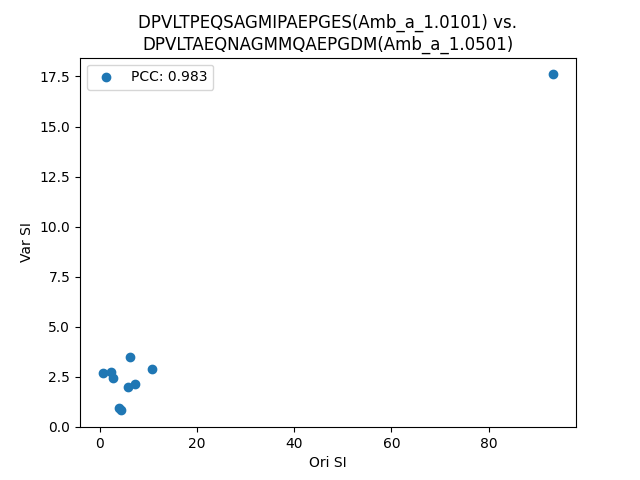 DPVLTPEQSAGMIPAEPGES(Amb_a_1.0101) vs.
DPVLTAEQNAGMMQAEPGDM(Amb_a_1.0501)
PCC: 0.983
17.5
15.0
12.5
10.0
7.5
5.0
2.5
0.0
Var SI
0
20
40
60
80
Ori SI